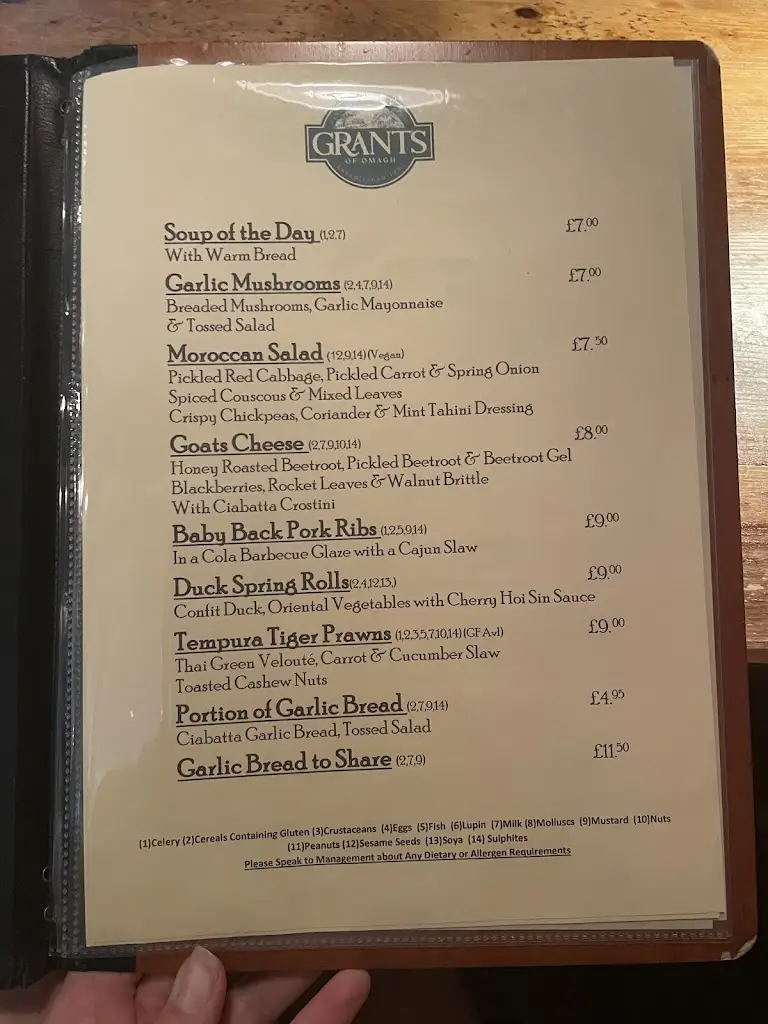 GRANTS
OF OMAGH
Soup of the Day (1,2,7) £7.00
With Warm Bread
Garlic Mushrooms (2,4,7,9,14) £7.00
Breaded Mushrooms, Garlic Mayonnaise
& Tossed Salad
Moroccan Salad (12,9,14)(Vegan) £7.50
Pickled Red Cabbage, Pickled Carrot & Spring Onion
Spiced Couscous & Mixed Leaves
Crispy Chickpeas, Coriander & Mint Tahini Dressing
Goats Cheese (2,7,9,10,14) £8.00
Honey Roasted Beetroot, Pickled Beetroot & Beetroot Gel
Blackberries, Rocket Leaves & Walnut Brittle
With Ciabatta Crostini
Baby Back Pork Ribs (1,2,5,9,14) £9.00
In a Cola Barbecue Glaze with a Cajun Slaw
Duck Spring Rolls(2,4,12,13,) £9.00
Confit Duck, Oriental Vegetables with Cherry Hoi Sin Sauce
Tempura Tiger Prawns (1,2,3,5,7,10,14)(GF Avl) £9.00
Thai Green Velouté, Carrot & Cucumber Slaw
Toasted Cashew Nuts
Portion of Garlic Bread (2,7,9,14) £4.95
Ciabatta Garlic Bread, Tossed Salad
Garlic Bread to Share (2,7,9) £11.50
(1)Celery (2)Cereals Containing Gluten (3)Crustaceans (4)Eggs (5)Fish (6)Lupin (7)Milk (8)Molluscs (9)Mustard (10)Nuts
(11)Peanuts (12)Sesame Seeds (13)Soya (14) Sulphites
Please Speak to Management about Any Dietary or Allergen Requirements